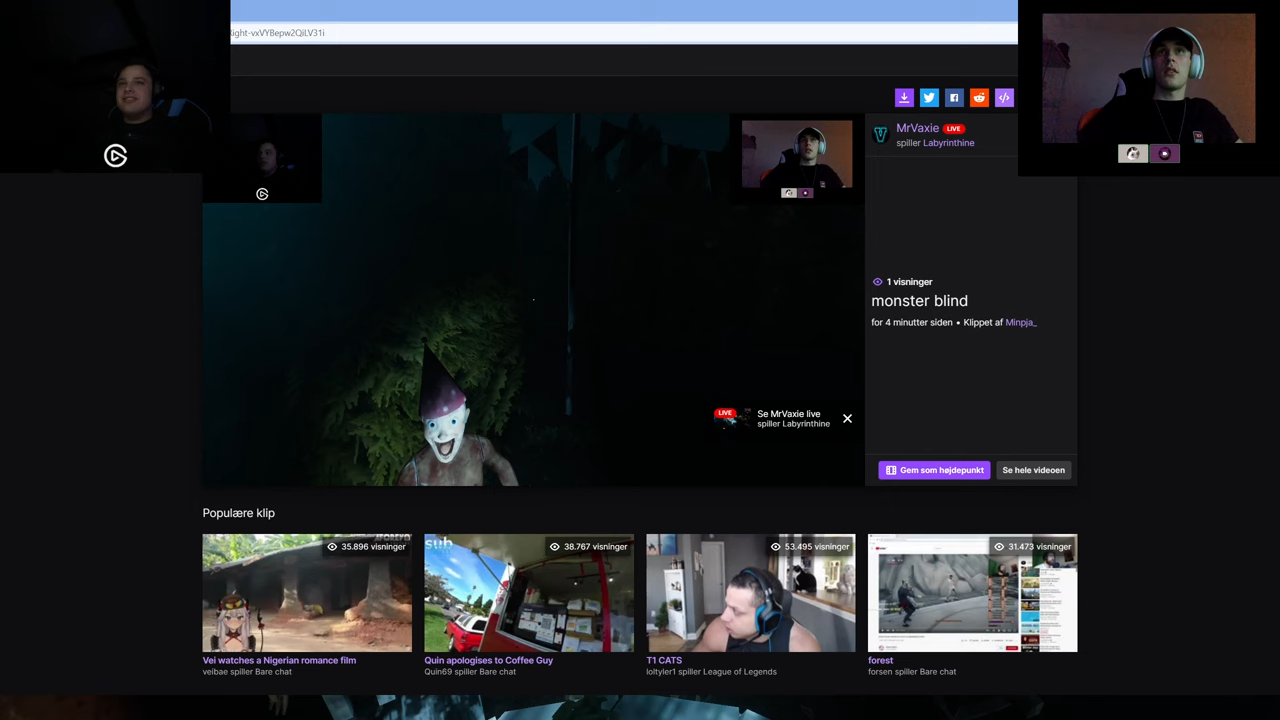 light-vxVYBepw2QiLV31i
MrVaxie LIVE
spiller Labyrinthine
1 visninger
monster blind
for 4 minutter siden • Klippet af Minpja_
LIVE
Se MrVaxie live
spiller Labyrinthine
Gem som højdepunkt
Se hele videoen
Populære klip
35.896 visninger
sub
38.767 visninger
53.495 visninger
31.473 visninger
Vei watches a Nigerian romance film
veibae spiller Bare chat
Quin apologises to Coffee Guy
Quin69 spiller Bare chat
T1 CATS
loltyler1 spiller League of Legends
forest
forsen spiller Bare chat